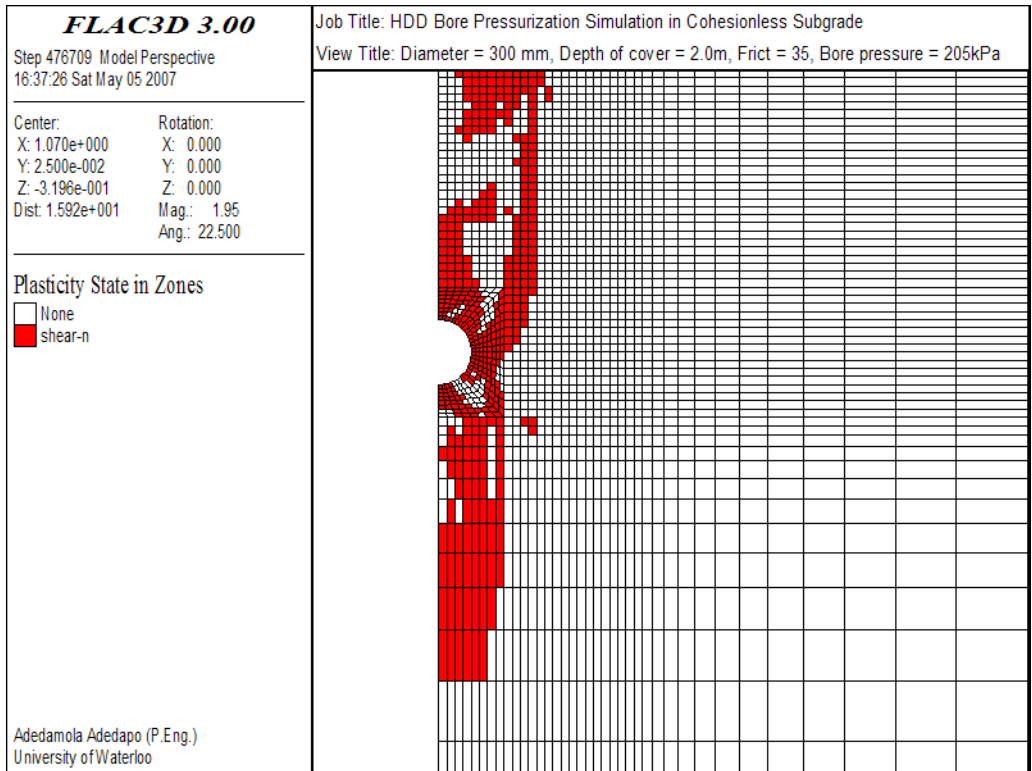 FLAC3D 3.00
Step 476709 Model Perspective
16:37:26 Sat May 05 2007
Center:
X: 1.070e+000
Y: 2.500e-002
Z: -3.196e-001
Dist: 1.592e+001
Rotation:
X: 0.000
Y: 0.000
Z: 0.000
Mag.: 1.95
Ang.: 22.500
Plasticity State in Zones
None
shear-n
Adedamola Adedapo (P.Eng.)
University of Waterloo
Job Title: HDD Bore Pressurization Simulation in Cohesionless Subgrade
View Title: Diameter = 300 mm, Depth of cover = 2.0m, Frict = 35, Bore pressure = 205kPa